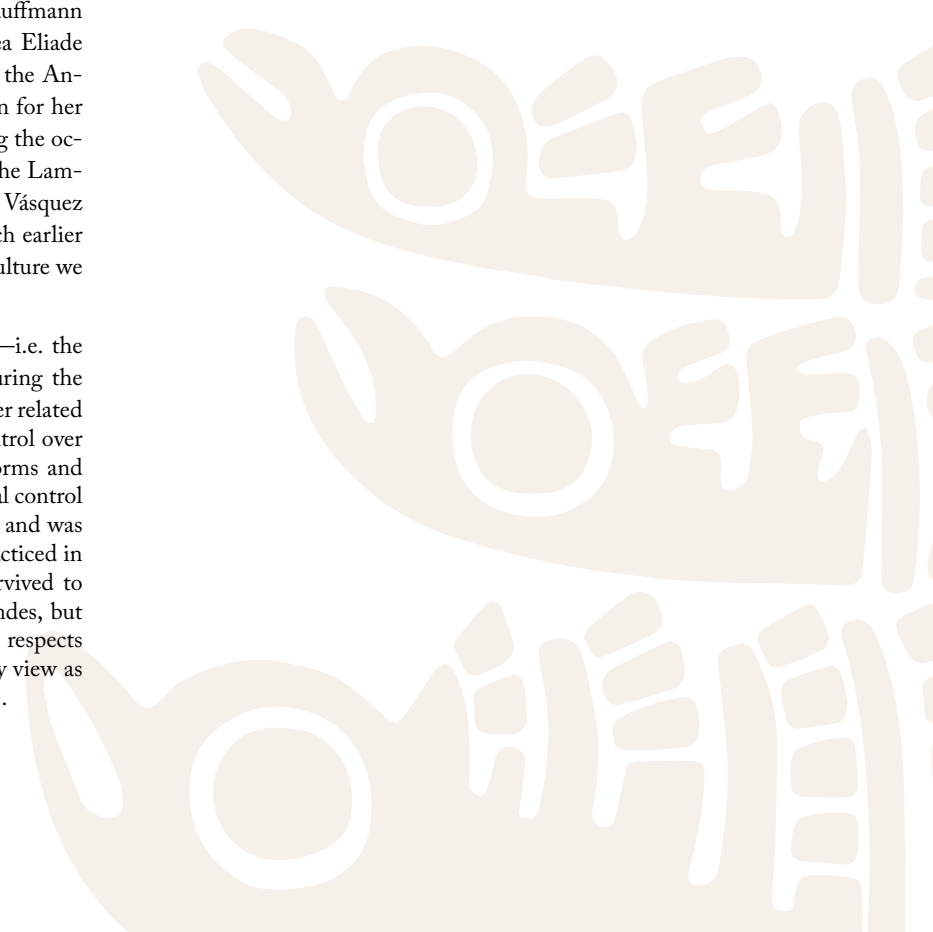 uffmann
ea Eliade
the An-
n for her
g the oc-
he Lam-
Vásquez
ch earlier
ulture we
—i.e. the
uring the
er related
trol over
orms and
al control
and was
cticed in
rvived to
ndes, but
respects
y view as
.